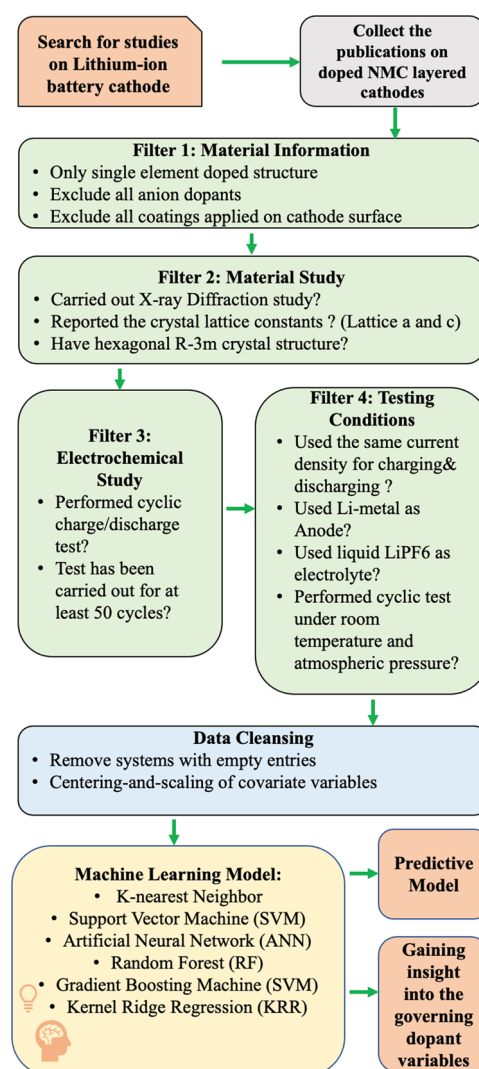 Search for studies
on Lithium-ion
battery cathode
Collect the
publications on
doped NMC layered
cathodes
Filter 1: Material Information
• Only single element doped structure
• Exclude all anion dopants
• Exclude all coatings applied on cathode surface
Filter 2: Material Study
• Carried out X-ray Diffraction study?
• Reported the crystal lattice constants ? (Lattice a and c)
• Have hexagonal R-3m crystal structure?
Filter 3:
Electrochemical
Study
• Performed cyclic
charge/discharge
test?
• Test has been
carried out for at
least 50 cycles?
Filter 4: Testing
Conditions
• Used the same current
density for charging&
discharging ?
• Used Li-metal as
Anode?
• Used liquid LiPF6 as
electrolyte?
• Performed cyclic test
under room
temperature and
atmospheric pressure?
Data Cleansing
• Remove systems with empty entries
• Centering-and-scaling of covariate variables
Machine Learning Model:
• K-nearest Neighbor
• Support Vector Machine (SVM)
• Artificial Neural Network (ANN)
• Random Forest (RF)
• Gradient Boosting Machine (SVM)
• Kernel Ridge Regression (KRR)
Predictive
Model
Gaining
insight
into the
governing
dopant
variables